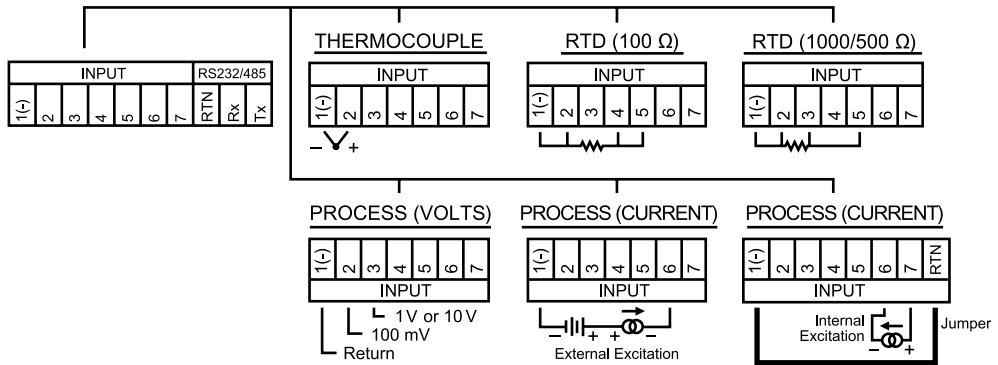 THERMOCOUPLE
RTD (100 Ω)
RTD (1000/500 Ω)
INPUT RS232/485
1(-) 2 3 4 5 6 7 RTN Rx Tx
INPUT
1(-) 2 3 4 5 6 7
– +
INPUT
1(-) 2 3 4 5 6 7
INPUT
1(-) 2 3 4 5 6 7
PROCESS (VOLTS)
1(-) 2 3 4 5 6 7
INPUT
1 V or 10 V
100 mV
Return
PROCESS (CURRENT)
1(-) 2 3 4 5 6 7
INPUT
– + + –
External Excitation
PROCESS (CURRENT)
1(-) 2 3 4 5 6 7 RTN
INPUT
Internal
Excitation
– +
Jumper